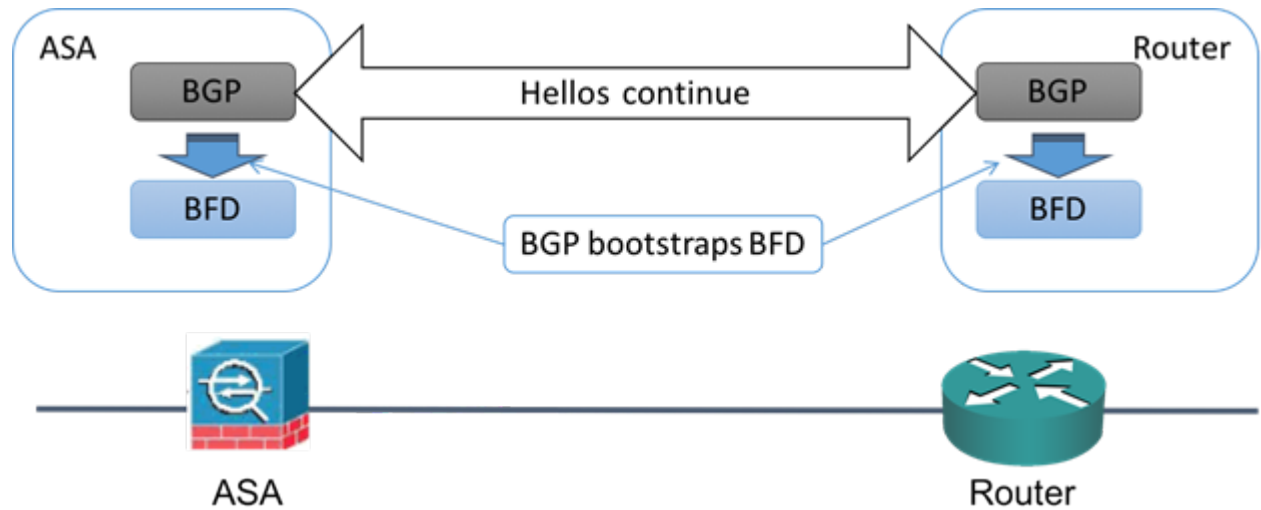 ASA
Router
BGP
Hellos continue
BGP
BFD
BGP bootstraps BFD
BFD
ASA
Router